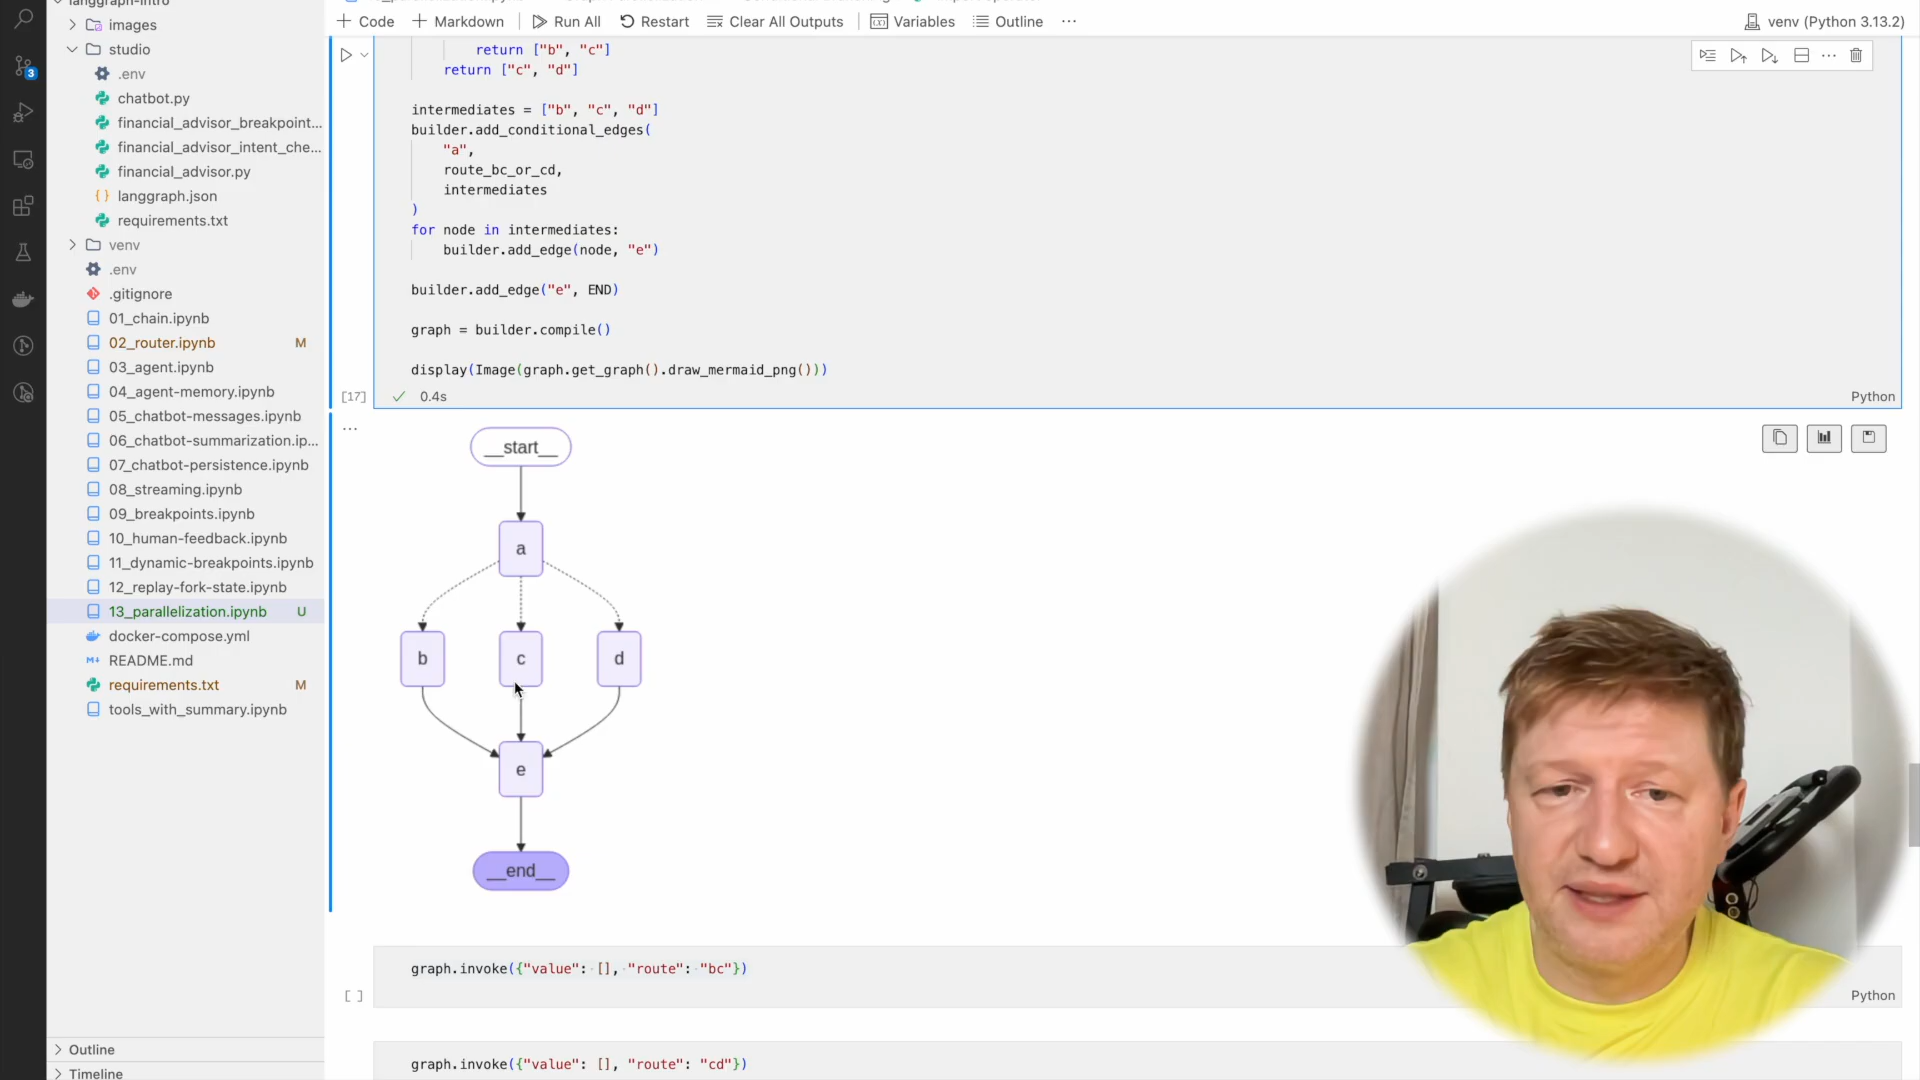 langgraph-intro
images
studio
.env
chatbot.py
financial_advisor_breakpoint...
financial_advisor_intent_che...
financial_advisor.py
langgraph.json
requirements.txt
venv
.env
.gitignore
01_chain.ipynb
02_router.ipynb M
03_agent.ipynb
04_agent-memory.ipynb
05_chatbot-messages.ipynb
06_chatbot-summarization.ip...
07_chatbot-persistence.ipynb
08_streaming.ipynb
09_breakpoints.ipynb
10_human-feedback.ipynb
11_dynamic-breakpoints.ipynb
12_replay-fork-state.ipynb
13_parallelization.ipynb U
docker-compose.yml
README.md
requirements.txt M
tools_with_summary.ipynb
Outline
Timeline
3
Code Markdown Run All Restart Clear All Outputs Variables Outline ... venv (Python 3.13.2)
return ["b", "c"]
return ["c", "d"]
intermediates = ["b", "c", "d"]
builder.add_conditional_edges(
"a",
route_bc_or_cd,
intermediates
)
for node in intermediates:
builder.add_edge(node, "e")
builder.add_edge("e", END)
graph = builder.compile()
display(Image(graph.get_graph().draw_mermaid_png()))
[17] 0.4s Python
__start__
a
b c d
e
__end__
graph.invoke({"value": [], "route": "bc"})
[ ] Python
graph.invoke({"value": [], "route": "cd"})